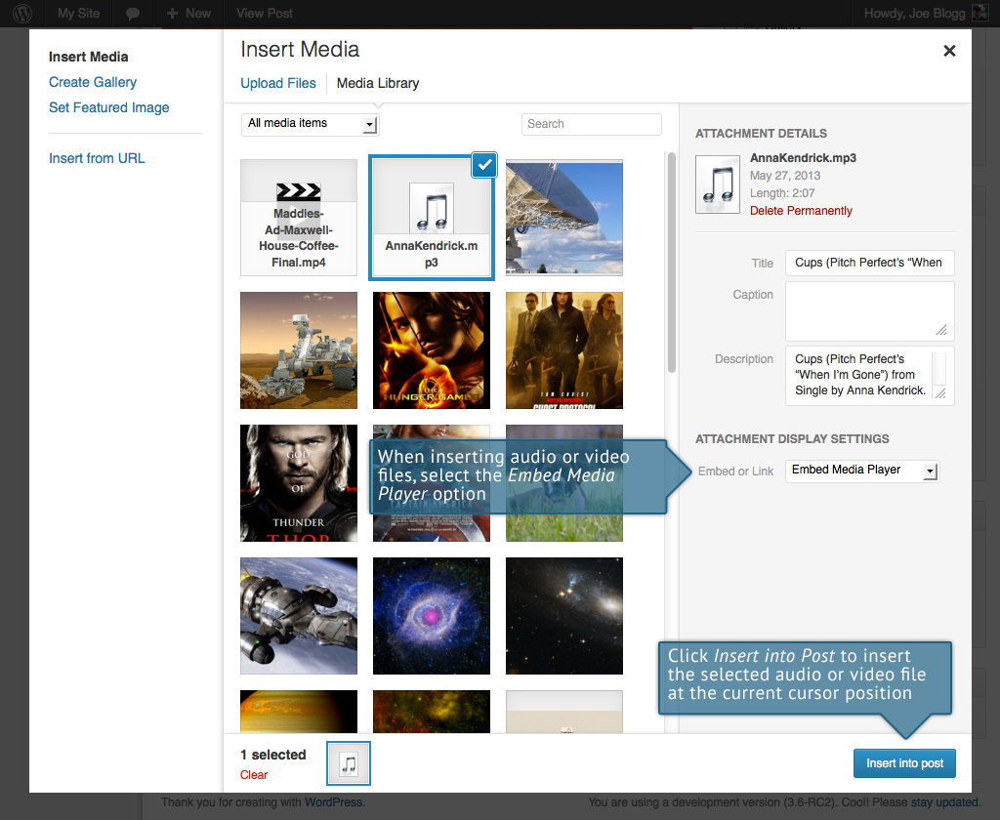 My Site
New
View Post
Howdy, Joe Blogg
Insert Media
Create Gallery
Set Featured Image
Insert from URL
Insert Media
Upload Files
Media Library
All media items
Search
Maddies-
Ad-Maxwell-
House-Coffee-
Final.mp4
AnnaKendrick.m
p3
THE
HUNGER GAMES
TOM CRUISE
GHOST PROTOCOL
GOD
OF
THUNDER
THOR
CAPTAIN AMERICA
When inserting audio or video
files, select the Embed Media
Player option
ATTACHMENT DETAILS
AnnaKendrick.mp3
May 27, 2013
Length: 2:07
Delete Permanently
Title
Cups (Pitch Perfect’s “When
Caption
Description
Cups (Pitch Perfect’s
“When I’m Gone”) from
Single by Anna Kendrick.
ATTACHMENT DISPLAY SETTINGS
Embed or Link
Embed Media Player
Click Insert into Post to insert
the selected audio or video file
at the current cursor position
1 selected
Clear
Insert into post
Thank you for creating with WordPress.
You are using a development version (3.6-RC2). Cool! Please stay updated.